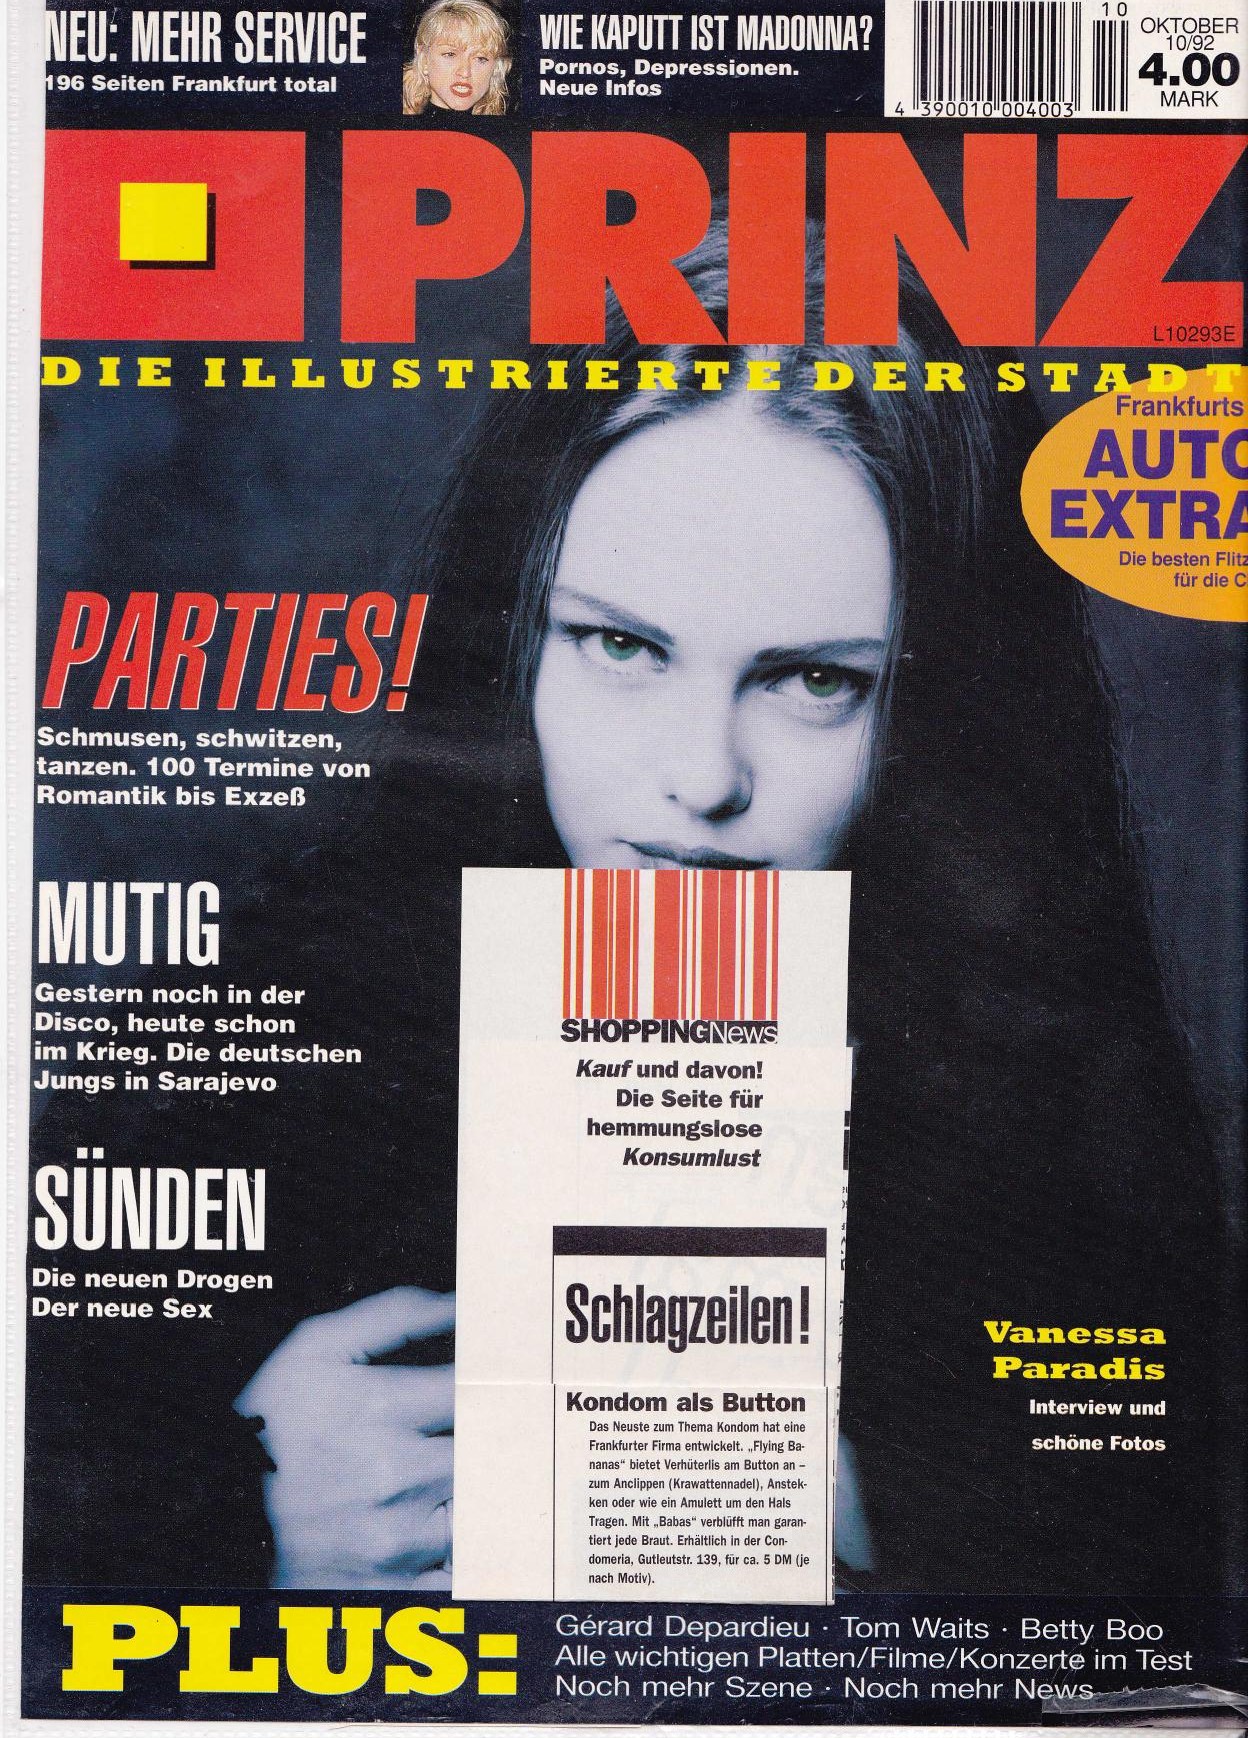 NEU: MEHR SERVICE
196 Seiten Frankfurt total
WIE KAPUTT IST MADONNA?
Pornos, Depressionen.
Neue Infos
4 390010 004003
10
OKTOBER
10/92
4.00
MARK
PRINZ
L10293E
DIE ILLUSTRIERTE DER STADT
Frankfurts
AUTO
EXTRA
Die besten Flitz
für die C
PARTIES!
Schmusen, schwitzen,
tanzen. 100 Termine von
Romantik bis Exzeß
MUTIG
Gestern noch in der
Disco, heute schon
im Krieg. Die deutschen
Jungs in Sarajevo
SÜNDEN
Die neuen Drogen
Der neue Sex
SHOPPINGNews
Kauf und davon!
Die Seite für
hemmungslose
Konsumlust
Schlagzeilen!
Kondom als Button
Das Neuste zum Thema Kondom hat eine
Frankfurter Firma entwickelt. „Flying Ba-
nanas“ bietet Verhüterlis am Button an –
zum Anclippen (Krawattennadel), Anstek-
ken oder wie ein Amulett um den Hals
Tragen. Mit „Babas“ verblüfft man garan-
tiert jede Braut. Erhältlich in der Con-
domeria, Gutleutstr. 139, für ca. 5 DM (je
nach Motiv).
Vanessa
Paradis
Interview und
schöne Fotos
PLUS:
Gérard Depardieu · Tom Waits · Betty Boo
Alle wichtigen Platten/Filme/Konzerte im Test
Noch mehr Szene · Noch mehr News